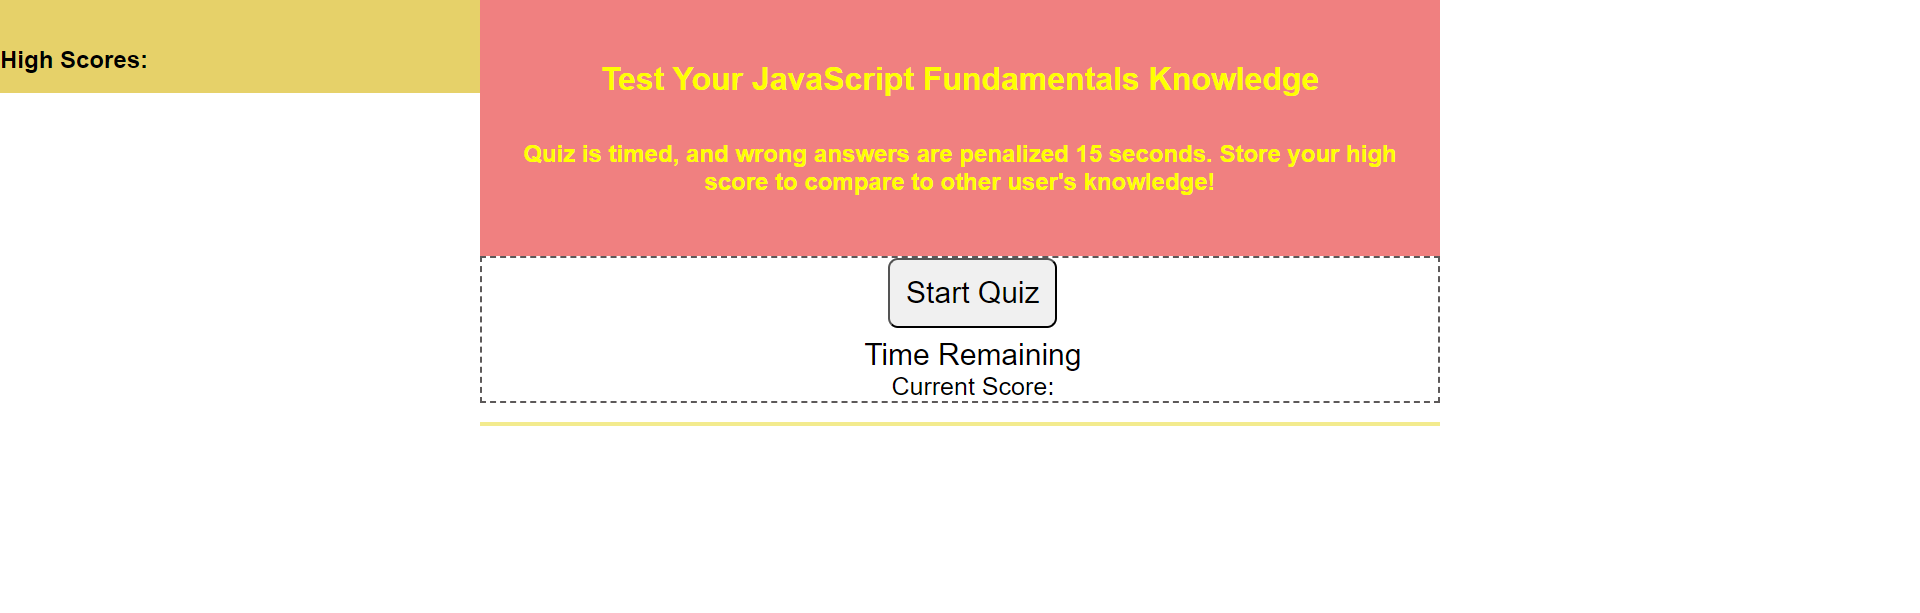 High Scores:
Test Your JavaScript Fundamentals Knowledge
Quiz is timed, and wrong answers are penalized 15 seconds. Store your high
score to compare to other user's knowledge!
Start Quiz
Time Remaining
Current Score: